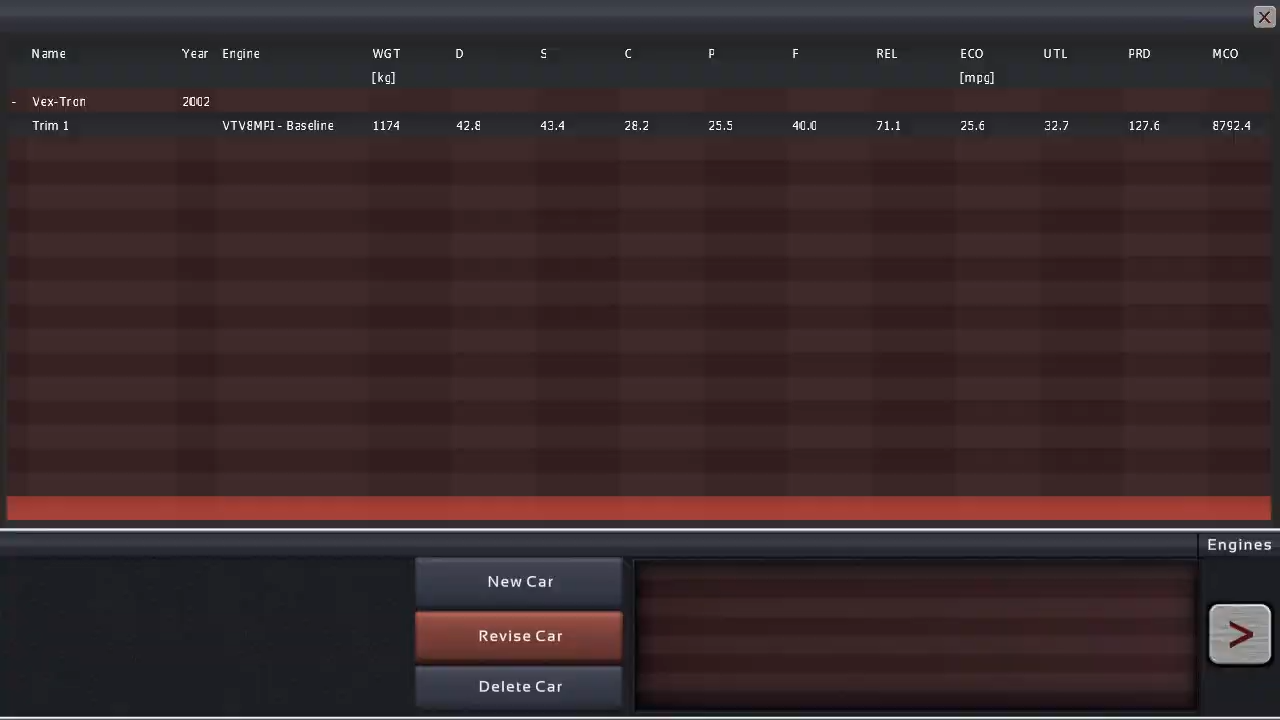 X
Name Year Engine WGT D S C P F REL ECO UTL PRD MCO
[kg] [mpg]
- Vex-Tron 2002
Trim 1 VTV8MPI - Baseline 1174 42.8 43.4 28.2 25.5 40.0 71.1 25.6 32.7 127.6 8792.4
Engines
New Car
Revise Car
>
Delete Car